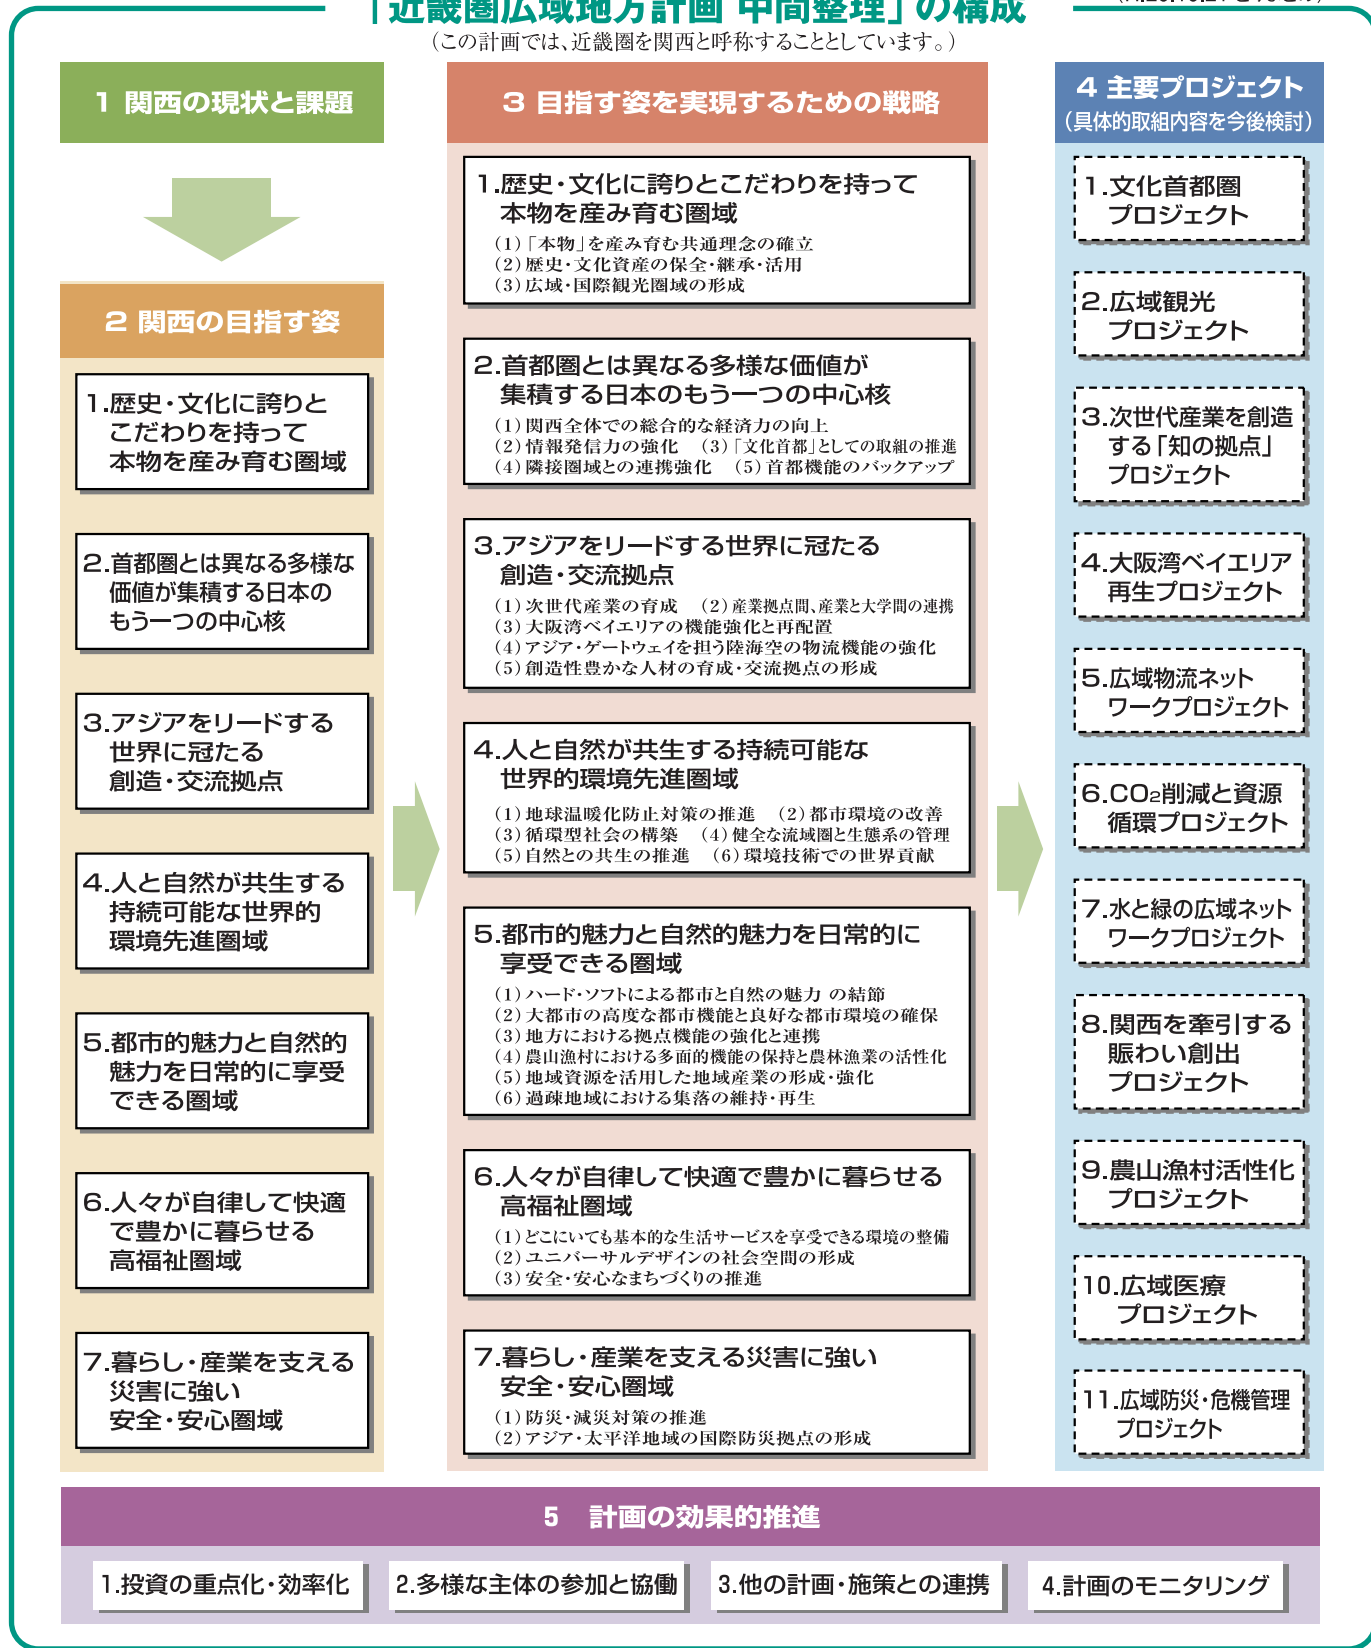 「近畿圏広域地方計画 中間整理」の構成
（この計画では、近畿圏を関西と呼称することとしています。）
1 関西の現状と課題
2 関西の目指す姿
1.歴史・文化に誇りと
こだわりを持って
本物を産み育む圏域
2.首都圏とは異なる多様な
価値が集積する日本の
もう一つの中心核
3.アジアをリードする
世界に冠たる
創造・交流拠点
4.人と自然が共生する
持続可能な世界的
環境先進圏域
5.都市的魅力と自然的
魅力を日常的に享受
できる圏域
6.人々が自律して快適
で豊かに暮らせる
高福祉圏域
7.暮らし・産業を支える
災害に強い
安全・安心圏域
3 目指す姿を実現するための戦略
1.歴史・文化に誇りとこだわりを持って
本物を産み育む圏域
（1）「本物」を産み育む共通理念の確立
（2）歴史・文化資産の保全・継承・活用
（3）広域・国際観光圏域の形成
2.首都圏とは異なる多様な価値が
集積する日本のもう一つの中心核
（1）関西全体での総合的な経済力の向上
（2）情報発信力の強化 （3）「文化首都」としての取組の推進
（4）隣接圏域との連携強化 （5）首都機能のバックアップ
3.アジアをリードする世界に冠たる
創造・交流拠点
（1）次世代産業の育成 （2）産業拠点間、産業と大学間の連携
（3）大阪湾ベイエリアの機能強化と再配置
（4）アジア・ゲートウェイを担う陸海空の物流機能の強化
（5）創造性豊かな人材の育成・交流拠点の形成
4.人と自然が共生する持続可能な
世界的環境先進圏域
（1）地球温暖化防止対策の推進 （2）都市環境の改善
（3）循環型社会の構築 （4）健全な流域圏と生態系の管理
（5）自然との共生の推進 （6）環境技術での世界貢献
5.都市的魅力と自然的魅力を日常的に
享受できる圏域
（1）ハード・ソフトによる都市と自然の魅力 の結節
（2）大都市の高度な都市機能と良好な都市環境の確保
（3）地方における拠点機能の強化と連携
（4）農山漁村における多面的機能の保持と農林漁業の活性化
（5）地域資源を活用した地域産業の形成・強化
（6）過疎地域における集落の維持・再生
6.人々が自律して快適で豊かに暮らせる
高福祉圏域
（1）どこにいても基本的な生活サービスを享受できる環境の整備
（2）ユニバーサルデザインの社会空間の形成
（3）安全・安心なまちづくりの推進
7.暮らし・産業を支える災害に強い
安全・安心圏域
（1）防災・減災対策の推進
（2）アジア・太平洋地域の国際防災拠点の形成
4 主要プロジェクト
（具体的取組内容を今後検討）
1.文化首都圏
プロジェクト
2.広域観光
プロジェクト
3.次世代産業を創造
する「知の拠点」
プロジェクト
4.大阪湾ベイエリア
再生プロジェクト
5.広域物流ネット
ワークプロジェクト
6.CO₂削減と資源
循環プロジェクト
7.水と緑の広域ネット
ワークプロジェクト
8.関西を牽引する
賑わい創出
プロジェクト
9.農山漁村活性化
プロジェクト
10.広域医療
プロジェクト
11.広域防災・危機管理
プロジェクト
5 計画の効果的推進
1.投資の重点化・効率化
2.多様な主体の参加と協働
3.他の計画・施策との連携
4.計画のモニタリング